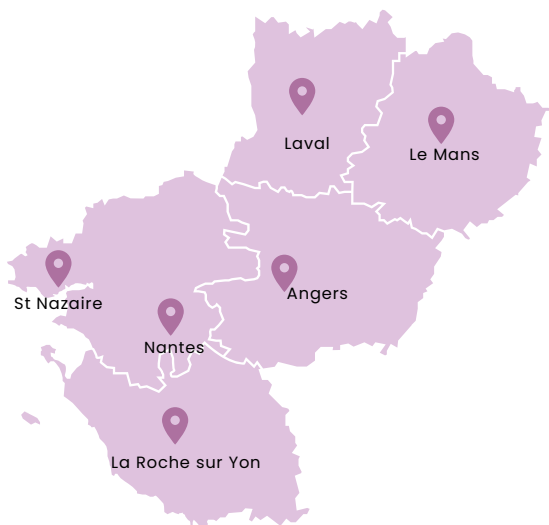 Laval
Le Mans
Angers
St Nazaire
Nantes
La Roche sur Yon